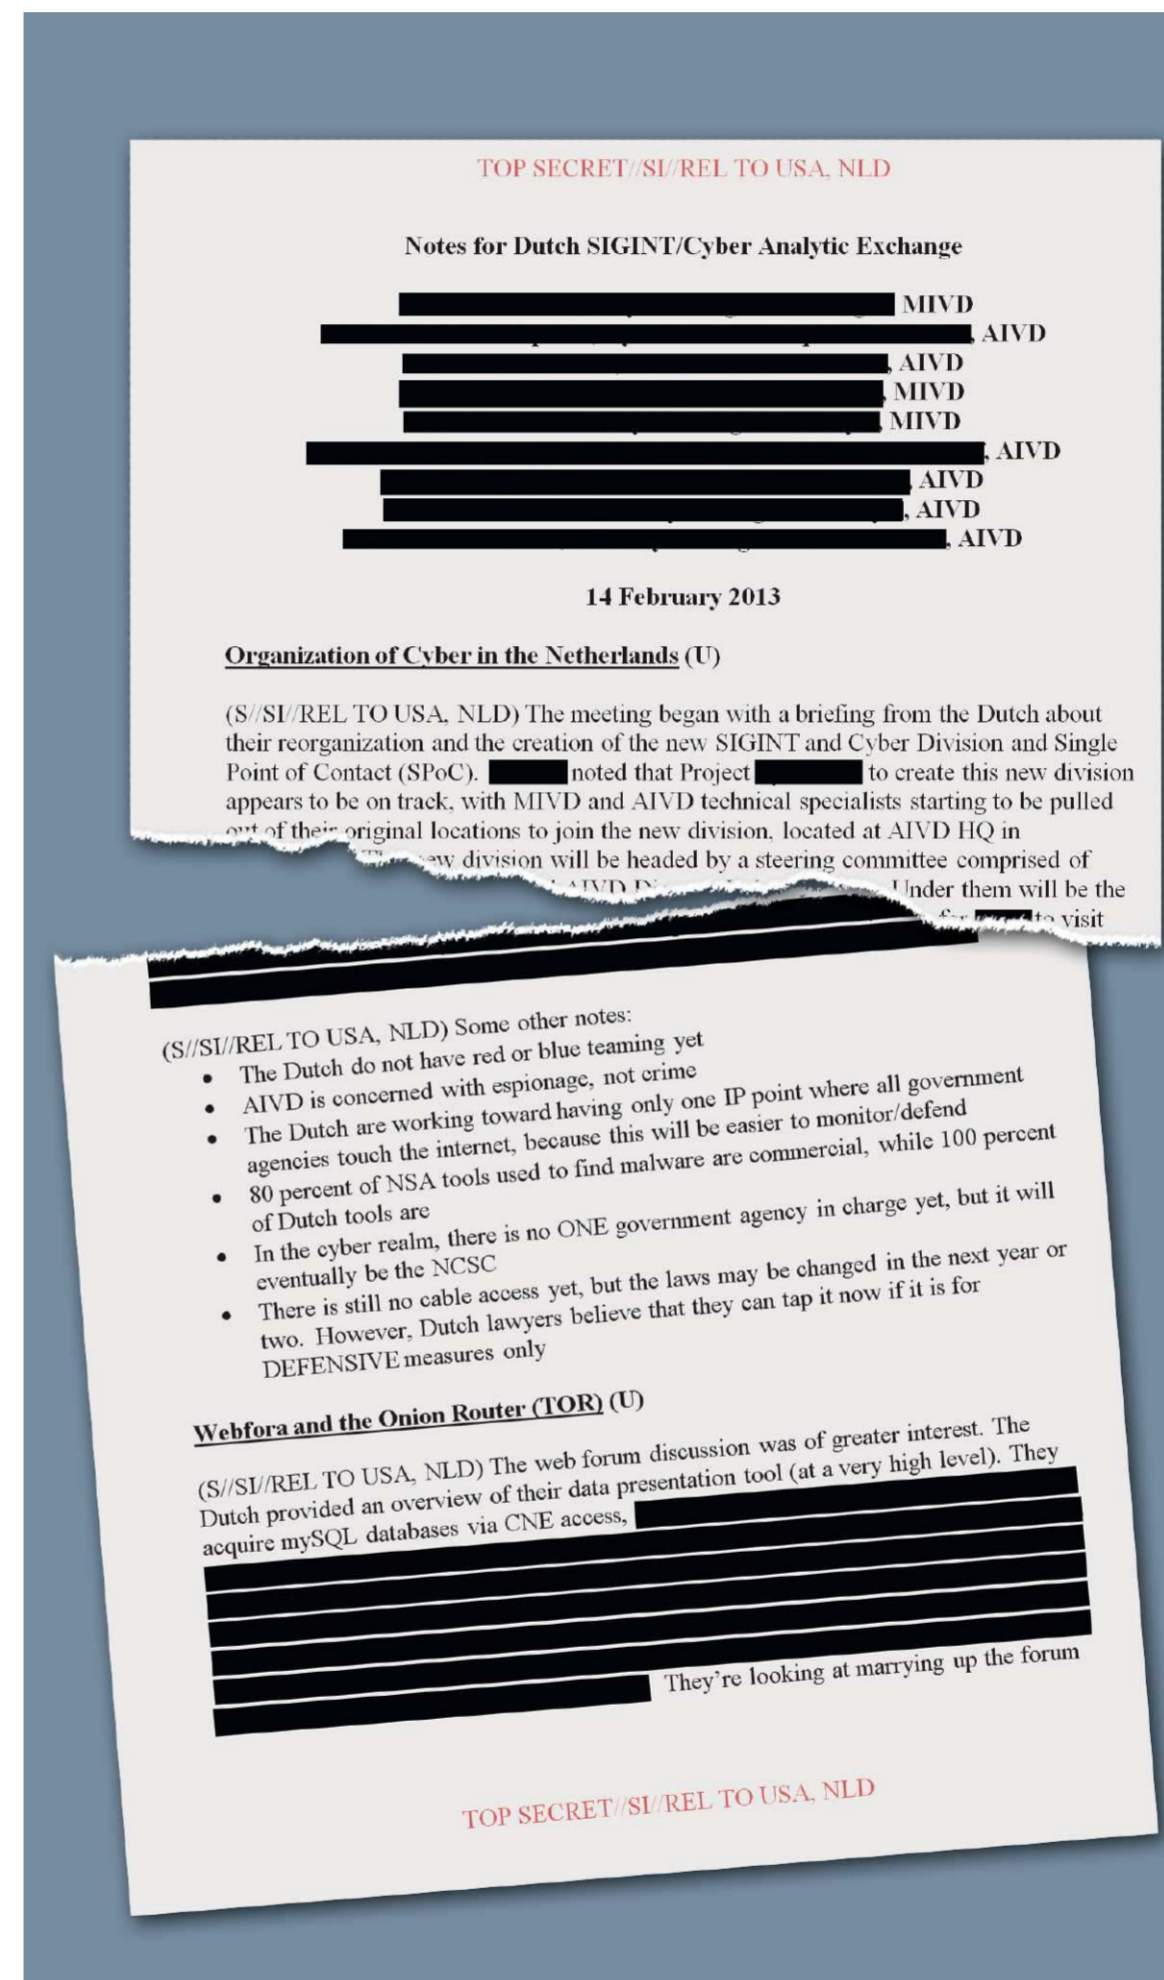 TOP SECRET//SI//REL TO USA, NLD
Notes for Dutch SIGINT/Cyber Analytic Exchange
MIVD
, AIVD
, AIVD
, MIVD
, MIVD
, AIVD
, AIVD
, AIVD
, AIVD
14 February 2013
Organization of Cyber in the Netherlands (U)
(S//SI//REL TO USA, NLD) The meeting began with a briefing from the Dutch about
their reorganization and the creation of the new SIGINT and Cyber Division and Single
Point of Contact (SPoC). noted that Project to create this new division
appears to be on track, with MIVD and AIVD technical specialists starting to be pulled
out of their original locations to join the new division, located at AIVD HQ in
new division will be headed by a steering committee comprised of
AIVD Under them will be the
for to visit
(S//SI//REL TO USA, NLD) Some other notes:
• The Dutch do not have red or blue teaming yet
• AIVD is concerned with espionage, not crime
• The Dutch are working toward having only one IP point where all government
agencies touch the internet, because this will be easier to monitor/defend
• 80 percent of NSA tools used to find malware are commercial, while 100 percent
of Dutch tools are
• In the cyber realm, there is no ONE government agency in charge yet, but it will
eventually be the NCSC
• There is still no cable access yet, but the laws may be changed in the next year or
two. However, Dutch lawyers believe that they can tap it now if it is for
DEFENSIVE measures only
Webfora and the Onion Router (TOR) (U)
(S//SI//REL TO USA, NLD) The web forum discussion was of greater interest. The
Dutch provided an overview of their data presentation tool (at a very high level). They
acquire mySQL databases via CNE access,
They're looking at marrying up the forum
TOP SECRET//SI//REL TO USA, NLD